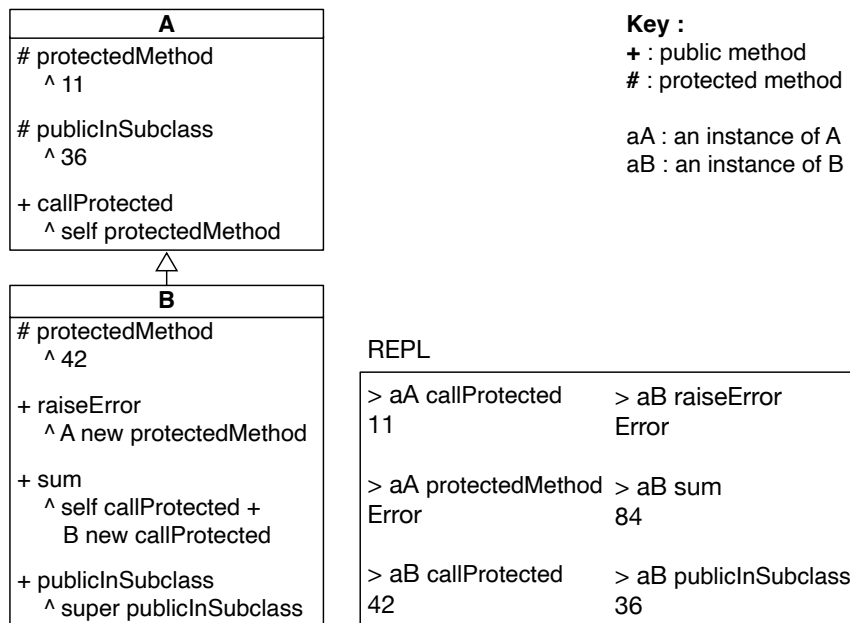 A
# protectedMethod
^ 11
# publicInSubclass
^ 36
+ callProtected
^ self protectedMethod
B
# protectedMethod
^ 42
+ raiseError
^ A new protectedMethod
+ sum
^ self callProtected +
B new callProtected
+ publicInSubclass
^ super publicInSubclass
Key :
+ : public method
# : protected method
aA : an instance of A
aB : an instance of B
REPL
> aA callProtected
11
> aA protectedMethod
Error
> aB callProtected
42
> aB raiseError
Error
> aB sum
84
> aB publicInSubclass
36